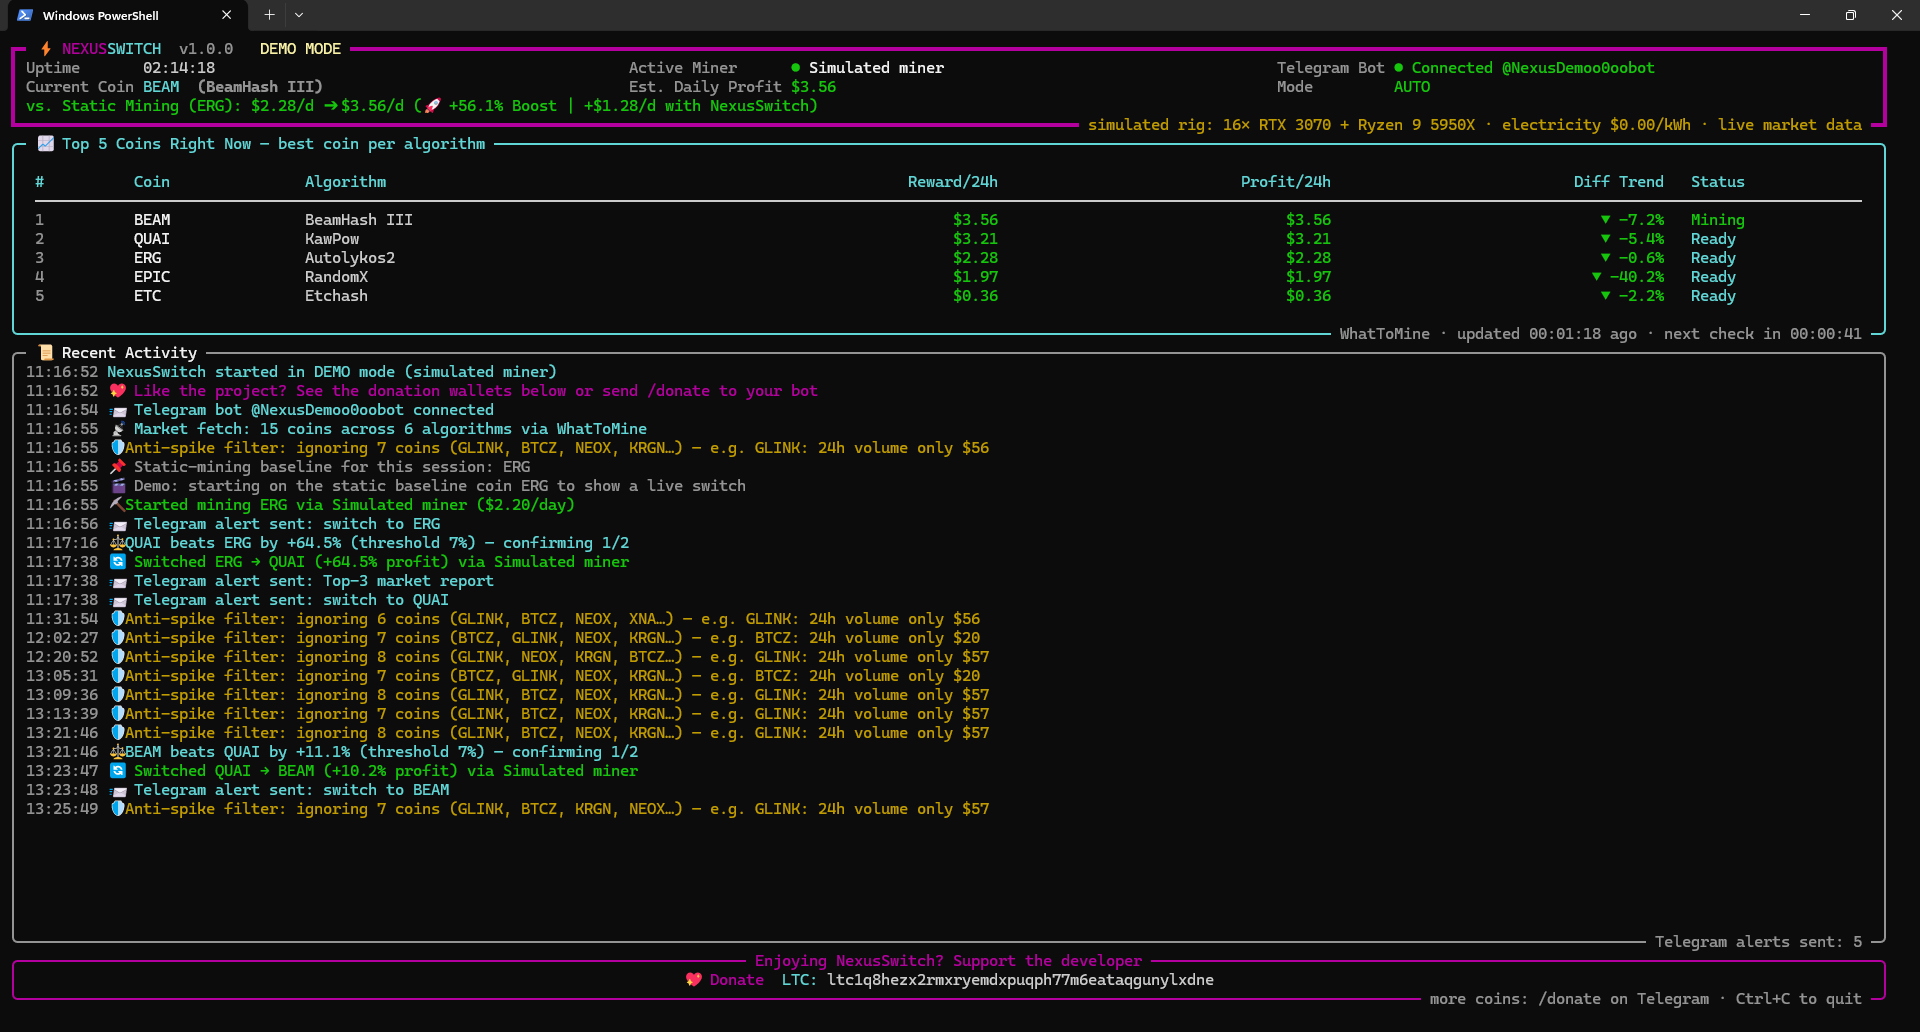 Windows PowerShell
⚡ NEXUSSWITCH v1.0.0 DEMO MODE
Uptime 02:14:18 Active Miner ● Simulated miner Telegram Bot ● Connected @NexusDemoo0oobot
Current Coin BEAM (BeamHash III) Est. Daily Profit $3.56 Mode AUTO
vs. Static Mining (ERG): $2.28/d ➔ $3.56/d (🚀 +56.1% Boost | +$1.28/d with NexusSwitch)
simulated rig: 16× RTX 3070 + Ryzen 9 5950X · electricity $0.00/kWh · live market data
📈 Top 5 Coins Right Now — best coin per algorithm
# Coin Algorithm Reward/24h Profit/24h Diff Trend Status
1 BEAM BeamHash III $3.56 $3.56 ▼ -7.2% Mining
2 QUAI KawPow $3.21 $3.21 ▼ -5.4% Ready
3 ERG Autolykos2 $2.28 $2.28 ▼ -0.6% Ready
4 EPIC RandomX $1.97 $1.97 ▼ -40.2% Ready
5 ETC Etchash $0.36 $0.36 ▼ -2.2% Ready
WhatToMine · updated 00:01:18 ago · next check in 00:00:41
📜 Recent Activity
11:16:52 NexusSwitch started in DEMO mode (simulated miner)
11:16:52 💖 Like the project? See the donation wallets below or send /donate to your bot
11:16:54 📨 Telegram bot @NexusDemoo0oobot connected
11:16:55 📡 Market fetch: 15 coins across 6 algorithms via WhatToMine
11:16:55 🛡Anti-spike filter: ignoring 7 coins (GLINK, BTCZ, NEOX, KRGN…) — e.g. GLINK: 24h volume only $56
11:16:55 📌 Static-mining baseline for this session: ERG
11:16:55 🎬 Demo: starting on the static baseline coin ERG to show a live switch
11:16:55 ⛏Started mining ERG via Simulated miner ($2.20/day)
11:16:56 📨 Telegram alert sent: switch to ERG
11:17:16 ⚖QUAI beats ERG by +64.5% (threshold 7%) — confirming 1/2
11:17:38 🔄 Switched ERG → QUAI (+64.5% profit) via Simulated miner
11:17:38 📨 Telegram alert sent: Top-3 market report
11:17:38 📨 Telegram alert sent: switch to QUAI
11:31:54 🛡Anti-spike filter: ignoring 6 coins (GLINK, BTCZ, NEOX, XNA…) — e.g. GLINK: 24h volume only $56
12:02:27 🛡Anti-spike filter: ignoring 7 coins (BTCZ, GLINK, NEOX, KRGN…) — e.g. BTCZ: 24h volume only $20
12:20:52 🛡Anti-spike filter: ignoring 8 coins (GLINK, NEOX, KRGN, BTCZ…) — e.g. GLINK: 24h volume only $57
13:05:31 🛡Anti-spike filter: ignoring 7 coins (BTCZ, GLINK, NEOX, KRGN…) — e.g. BTCZ: 24h volume only $20
13:09:36 🛡Anti-spike filter: ignoring 8 coins (GLINK, BTCZ, NEOX, KRGN…) — e.g. GLINK: 24h volume only $57
13:13:39 🛡Anti-spike filter: ignoring 7 coins (GLINK, BTCZ, NEOX, KRGN…) — e.g. GLINK: 24h volume only $57
13:21:46 🛡Anti-spike filter: ignoring 8 coins (GLINK, BTCZ, NEOX, KRGN…) — e.g. GLINK: 24h volume only $57
13:21:46 ⚖BEAM beats QUAI by +11.1% (threshold 7%) — confirming 1/2
13:23:47 🔄 Switched QUAI → BEAM (+10.2% profit) via Simulated miner
13:23:48 📨 Telegram alert sent: switch to BEAM
13:25:49 🛡Anti-spike filter: ignoring 7 coins (GLINK, BTCZ, KRGN, NEOX…) — e.g. GLINK: 24h volume only $57
Telegram alerts sent: 5
Enjoying NexusSwitch? Support the developer
💖 Donate LTC: ltc1q8hezx2rmxryemdxpuqph77m6eataqgunylxdne
more coins: /donate on Telegram · Ctrl+C to quit